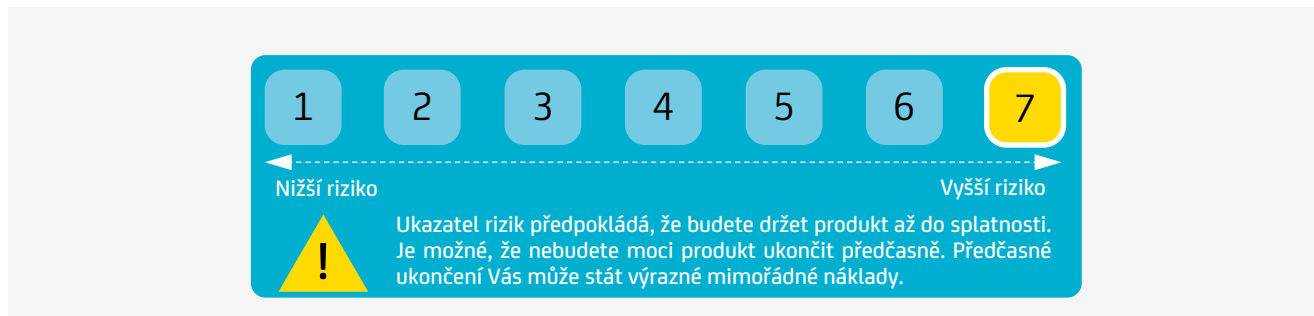 1 2 3 4 5 6 7
Nižší riziko Vyšší riziko
Ukazatel rizik předpokládá, že budete držet produkt až do splatnosti.
Je možné, že nebudete moci produkt ukončit předčasně. Předčasné
! ukončení Vás může stát výrazné mimořádné náklady.